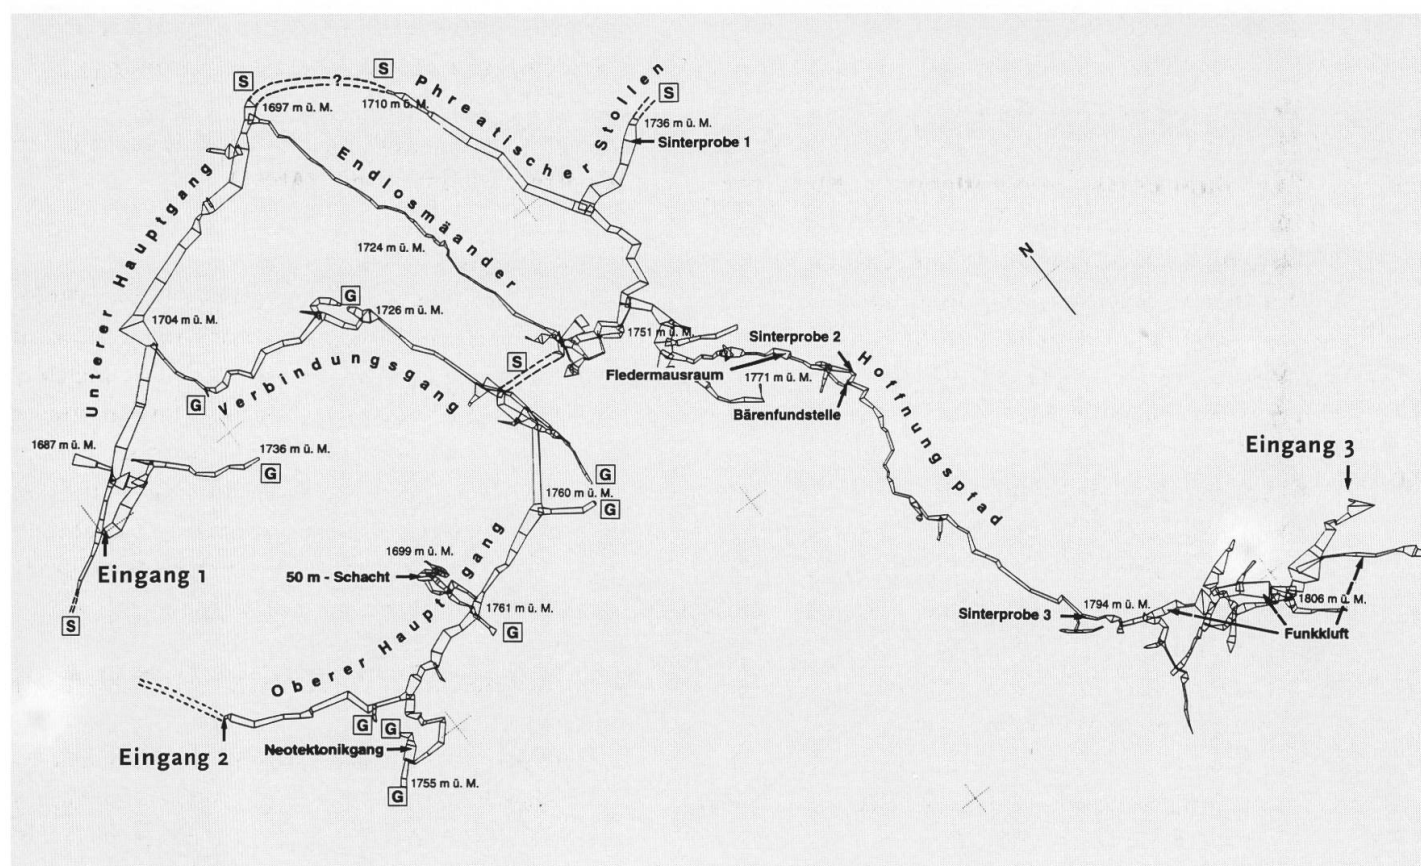 S
S
?
1697 m ü. M.
1710 m ü. M.
Phreatischer Stollen
S
1736 m ü. M.
Sinterprobe 1
Endlosmäander
Unterer Hauptgang
1724 m ü. M.
N
G
1726 m ü. M.
1704 m ü. M.
1751 m ü. M.
Sinterprobe 2
S
Fledermausraum
1771 m ü. M.
Hoffnungspfad
Verbindungsgang
G
Bärenfundstelle
1687 m ü. M.
1736 m ü. M.
G
G
Eingang 3
1760 m ü. M.
G
1699 m ü. M.
50 m - Schacht
Eingang 1
S
1761 m ü. M.
G
Oberer Hauptgang
Sinterprobe 3
1794 m ü. M.
1806 m ü. M.
Funkkluft
G
G
Eingang 2
Neotektonikgang
1755 m ü. M.
G